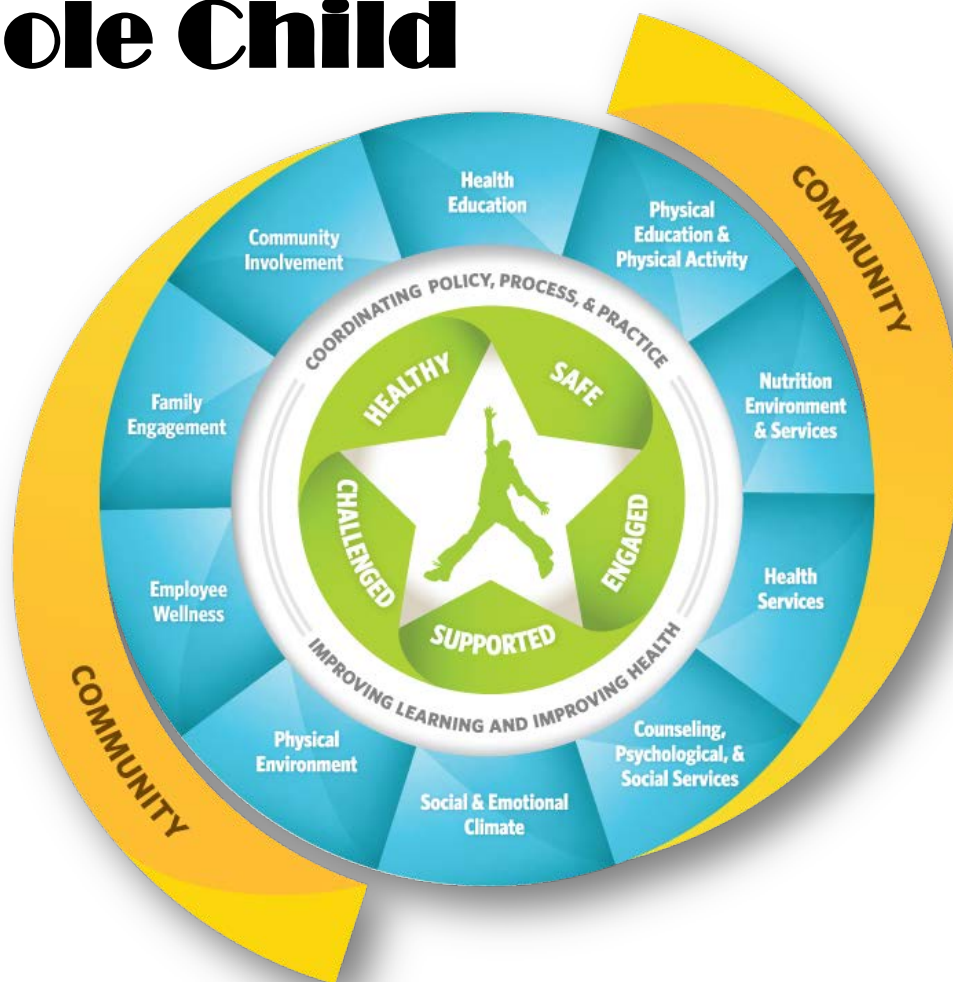 ole Child
COMMUNITY
Health
Education
Physical
Education &
Physical Activity
Nutrition
Environment
& Services
Health
Services
Counseling,
Psychological, &
Social Services
Social & Emotional
Climate
Physical
Environment
Employee
Wellness
Family
Engagement
Community
Involvement
COORDINATING POLICY, PROCESS, & PRACTICE
IMPROVING LEARNING AND IMPROVING HEALTH
HEALTHY
SAFE
ENGAGED
SUPPORTED
CHALLENGED
COMMUNITY